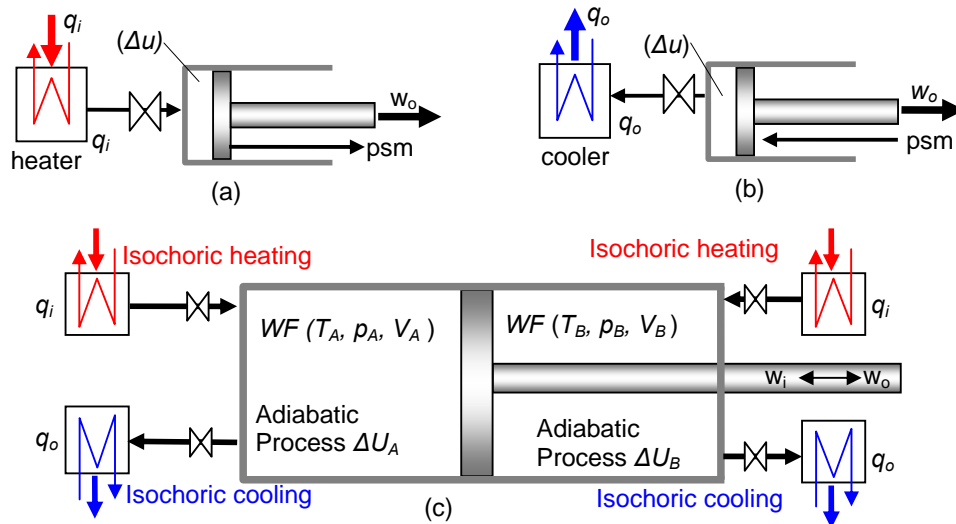 qi
(Δu)
wo
qi
heater
psm
(a)
qo
(Δu)
wo
qo
cooler
psm
(b)
Isochoric heating
Isochoric heating
qi
qi
WF (TA, pA, VA )
WF (TB, pB, VB )
wi wo
Adiabatic
Process ΔUA
Adiabatic
Process ΔUB
qo
qo
Isochoric cooling
(c)
Isochoric cooling